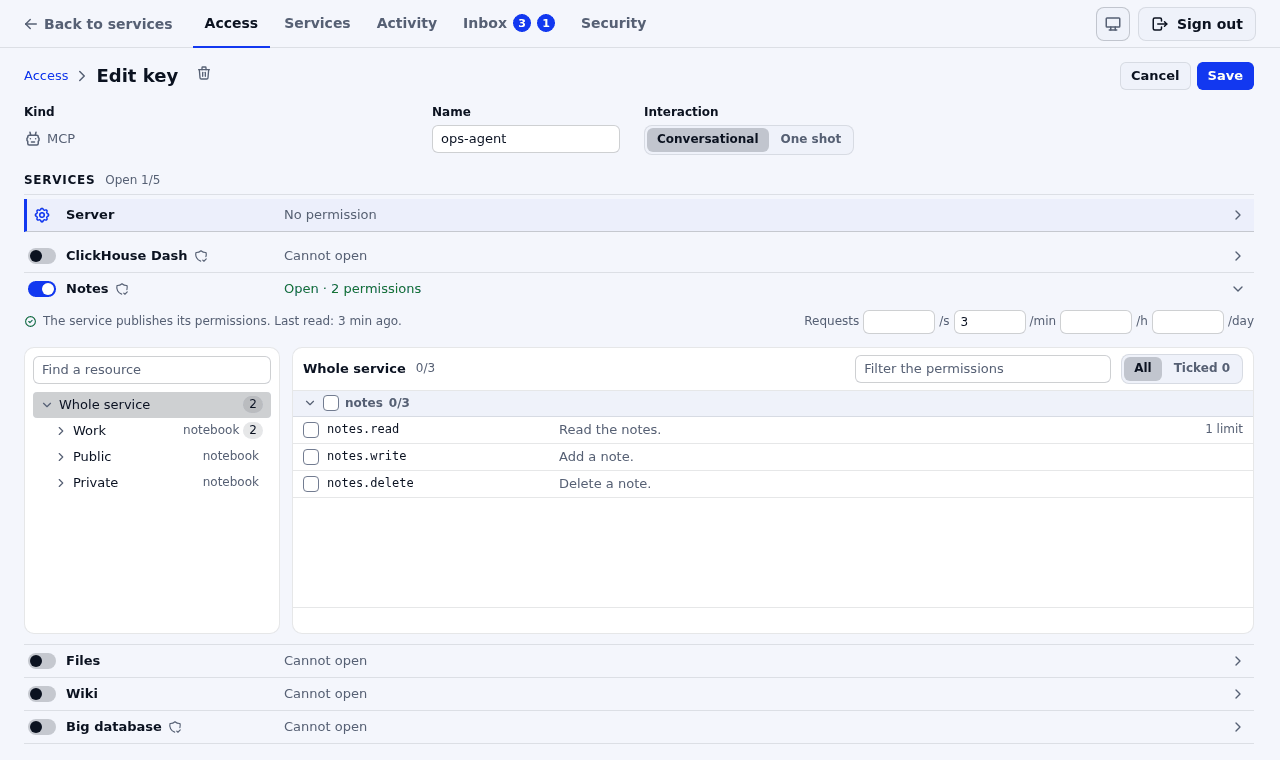 Back to services Access Services Activity Inbox 3 1 Security Sign out
Access Edit key Cancel Save
Kind Name Interaction
MCP ops-agent Conversational One shot
SERVICES Open 1/5
Server No permission
ClickHouse Dash Cannot open
Notes Open · 2 permissions
The service publishes its permissions. Last read: 3 min ago. Requests /s 3 /min /h /day
Find a resource Whole service 0/3 Filter the permissions All Ticked 0
Whole service 2 notes 0/3
Work notebook 2 notes.read Read the notes. 1 limit
Public notebook notes.write Add a note.
Private notebook notes.delete Delete a note.
Files Cannot open
Wiki Cannot open
Big database Cannot open